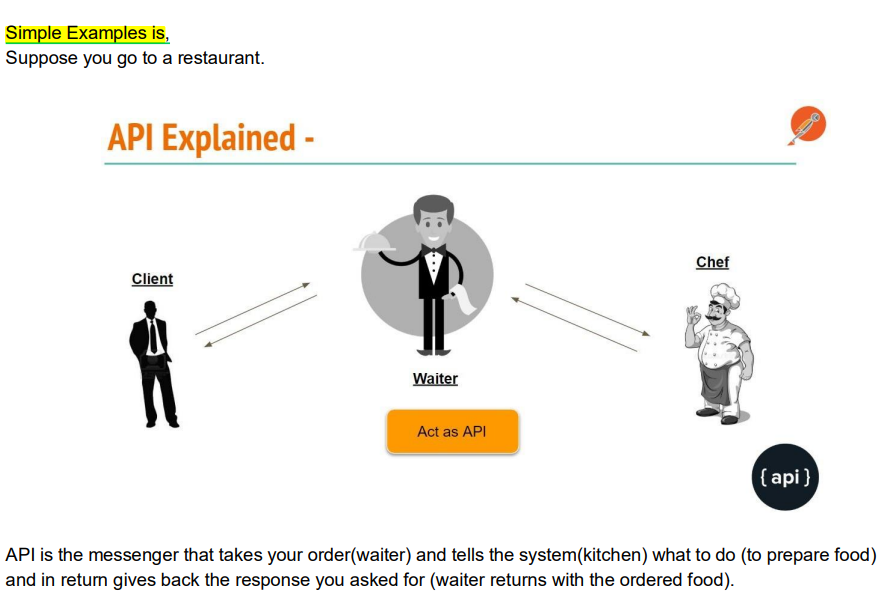 Simple Examples is,
Suppose you go to a restaurant.
API Explained -
Client
Chef
Waiter
Act as API
{ api }
API is the messenger that takes your order(waiter) and tells the system(kitchen) what to do (to prepare food)
and in return gives back the response you asked for (waiter returns with the ordered food).